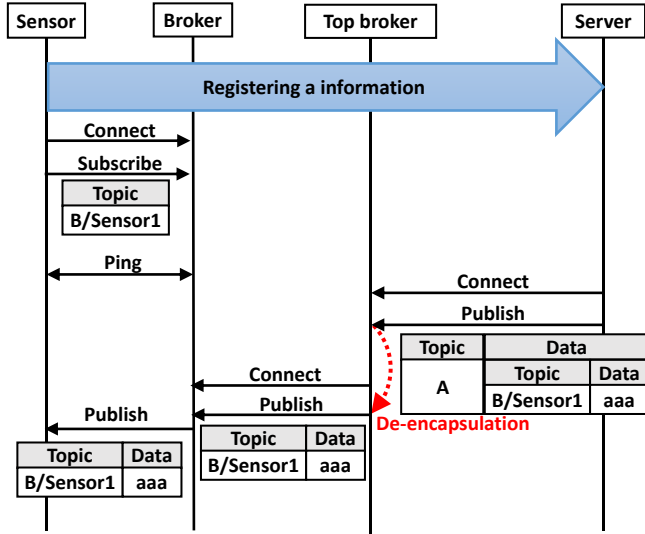 Sensor Broker Top broker Server
Registering a information
Connect
Subscribe
Topic
B/Sensor1
Ping
Connect
Publish
Topic Data
A
Topic Data
B/Sensor1 aaa
De-encapsulation
Connect
Publish
Topic Data
B/Sensor1 aaa
Publish
Topic Data
B/Sensor1 aaa